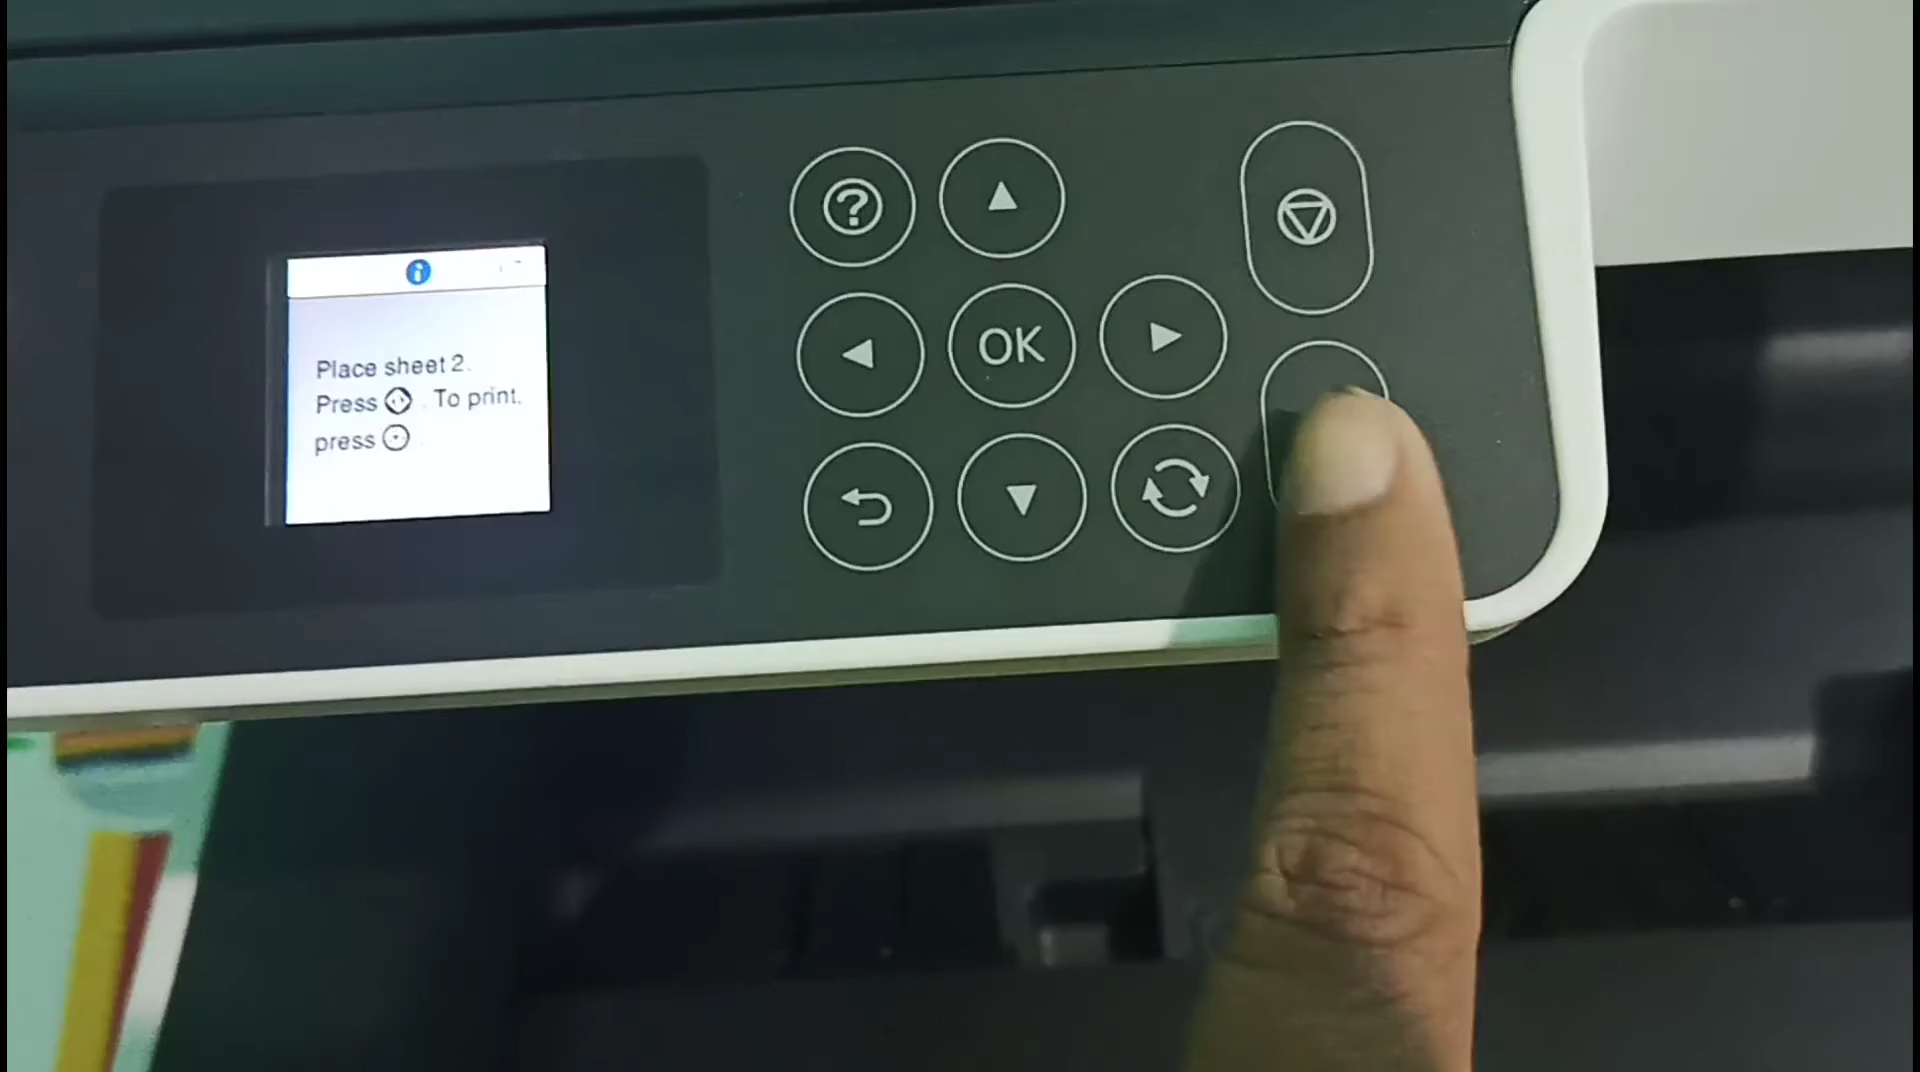 Place sheet 2.
Press . To print,
press .
?
OK